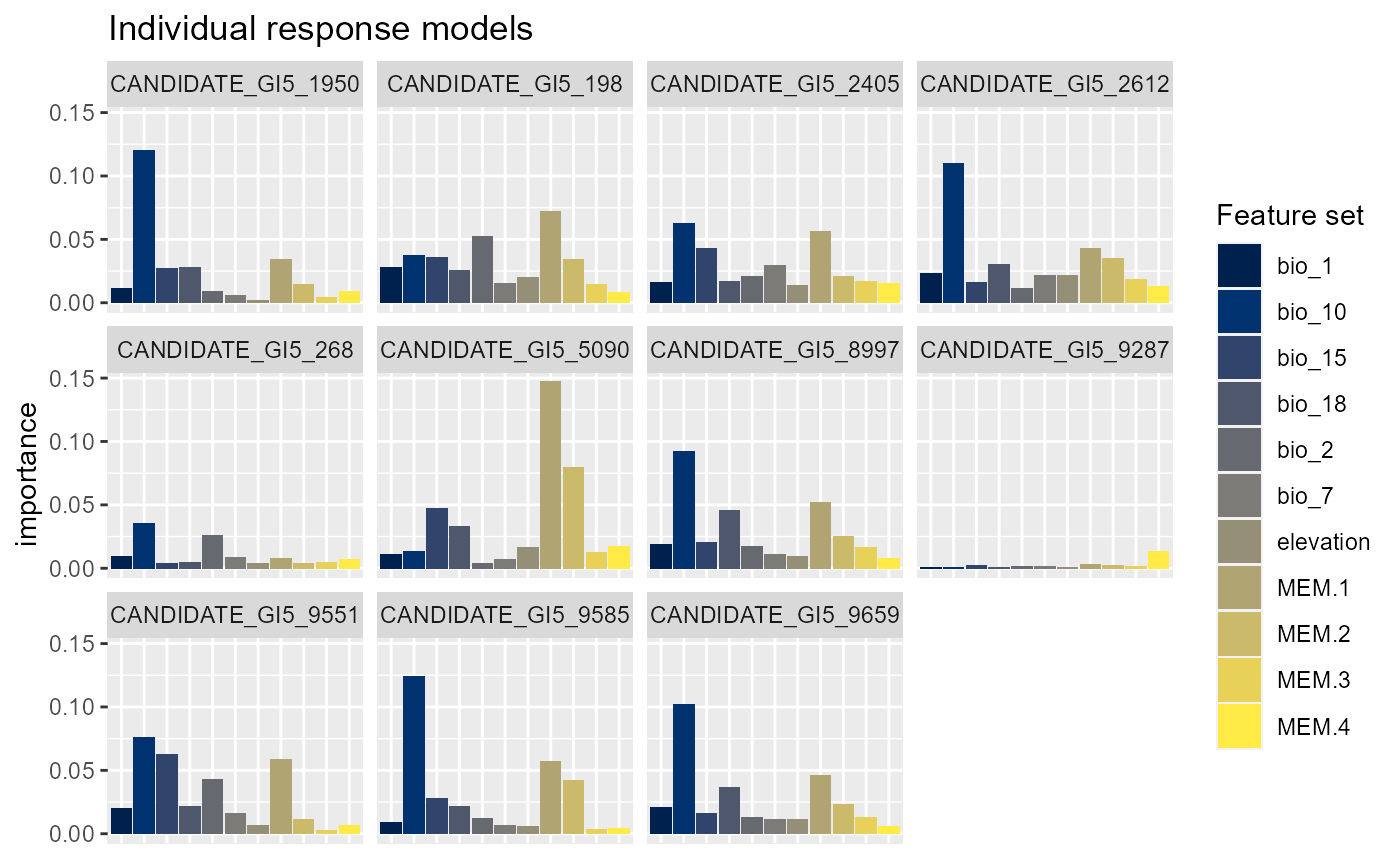 Individual response models
CANDIDATE_GI5_1950
CANDIDATE_GI5_198
CANDIDATE_GI5_2405
CANDIDATE_GI5_2612
0.15
0.10
0.05
0.00
CANDIDATE_GI5_268
CANDIDATE_GI5_5090
CANDIDATE_GI5_8997
CANDIDATE_GI5_9287
0.15
0.10
0.05
0.00
CANDIDATE_GI5_9551
CANDIDATE_GI5_9585
CANDIDATE_GI5_9659
0.15
0.10
0.05
0.00
importance
Feature set
bio_1
bio_10
bio_15
bio_18
bio_2
bio_7
elevation
MEM.1
MEM.2
MEM.3
MEM.4